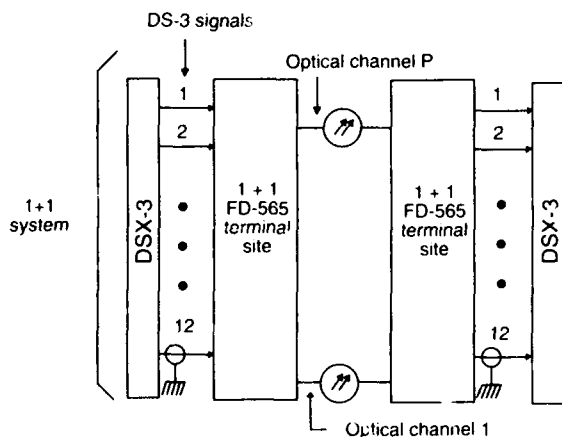 DS-3 signals
Optical channel P
1
2
12
1+1
system
DSX-3
1 + 1
FD-565
terminal
site
1 + 1
FD-565
terminal
site
1
2
12
DSX-3
Optical channel 1